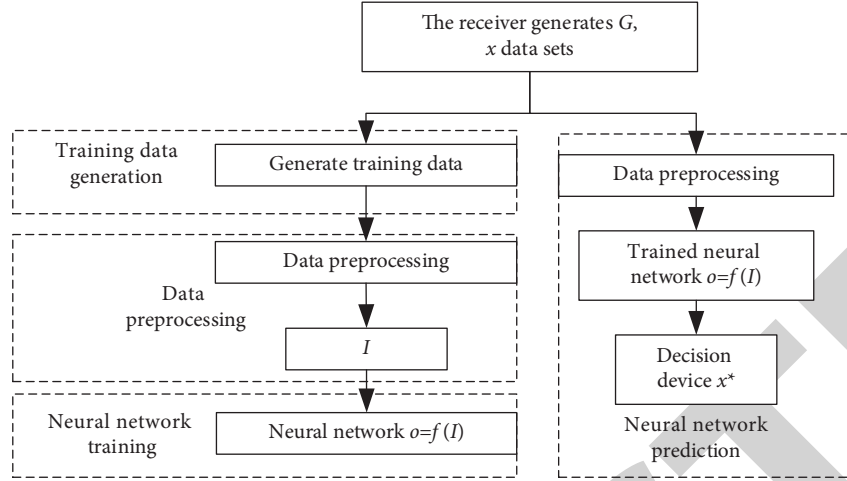 The receiver generates G,
x data sets
Training data
generation
Generate training data
Data preprocessing
I
Data
preprocessing
Neural network
training
Neural network o=f (I)
Data preprocessing
Trained neural
network o=f (I)
Decision
device x*
Neural network
prediction